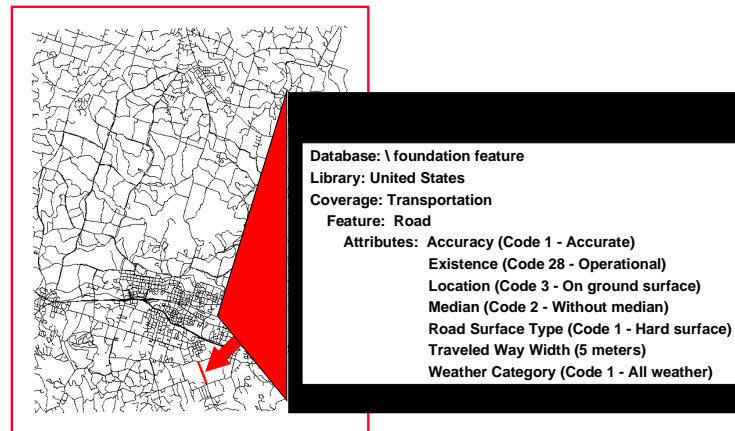 Database: \ foundation feature
Library: United States
Coverage: Transportation
Feature: Road
Attributes: Accuracy (Code 1 - Accurate)
Existence (Code 28 - Operational)
Location (Code 3 - On ground surface)
Median (Code 2 - Without median)
Road Surface Type (Code 1 - Hard surface)
Traveled Way Width (5 meters)
Weather Category (Code 1 - All weather)